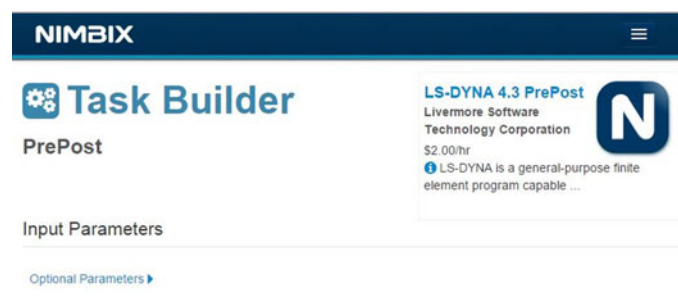 NIMBIX
Task Builder
PrePost
LS-DYNA 4.3 PrePost
Livermore Software
Technology Corporation
$2.00/hr
LS-DYNA is a general-purpose finite
element program capable ...
N
Input Parameters
Optional Parameters